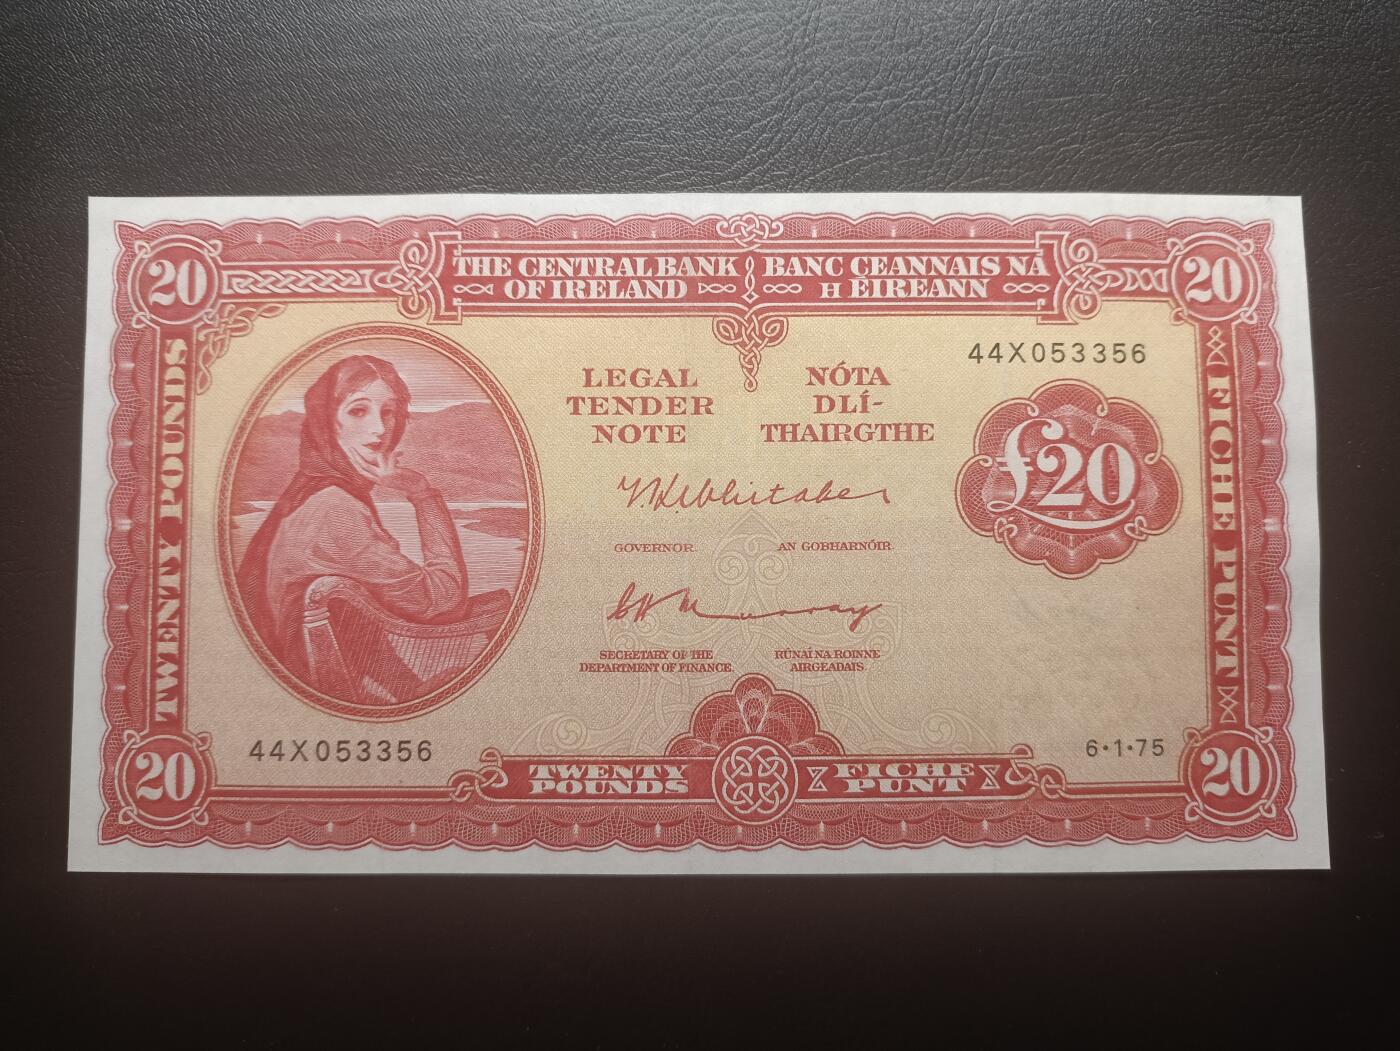 20
THE CENTRAL BANK
OF IRELAND
BANC CEANNAIS NA
H EIREANN
20
44X053356
TWENTY POUNDS
LEGAL
TENDER
NOTE
NÓTA
DLÍ-
THAIRGTHE
£20
FICHE PUNT
T.K. Whitaker
GOVERNOR.
AN GOBHARNÓIR.
C H Murray
SECRETARY OF THE
DEPARTMENT OF FINANCE.
RÚNAÍ NA ROINNE
AIRGEADAIS.
44X053356
6·1·75
20
TWENTY
POUNDS
FICHE
PUNT
20